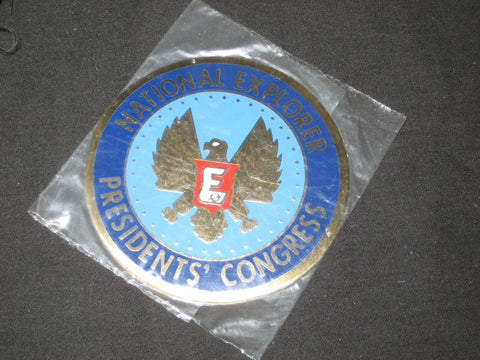 NATIONAL EXPLORER
E
PRESIDENTS' CONGRESS